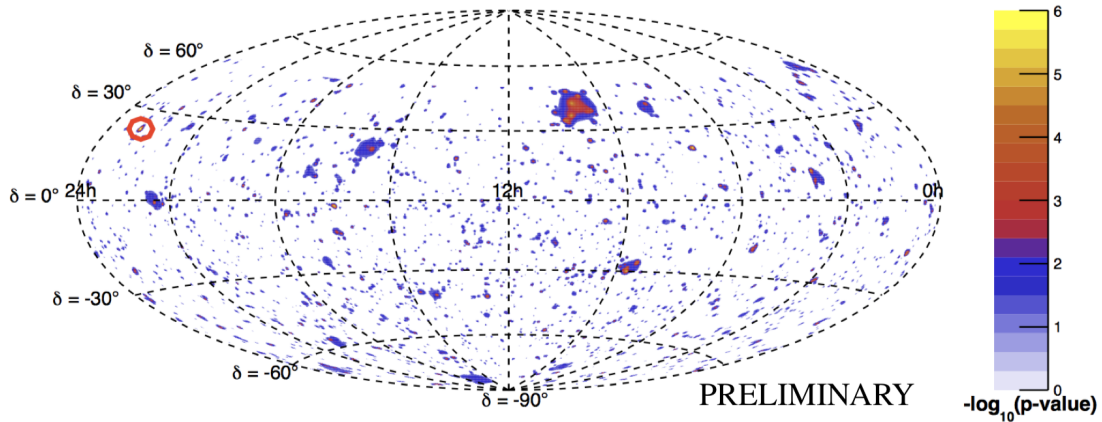 δ = 60°
δ = 30°
δ = 0°
24h
12h
0h
δ = -30°
δ = -60°
δ = -90°
PRELIMINARY
6
5
4
3
2
1
0
-log10(p-value)